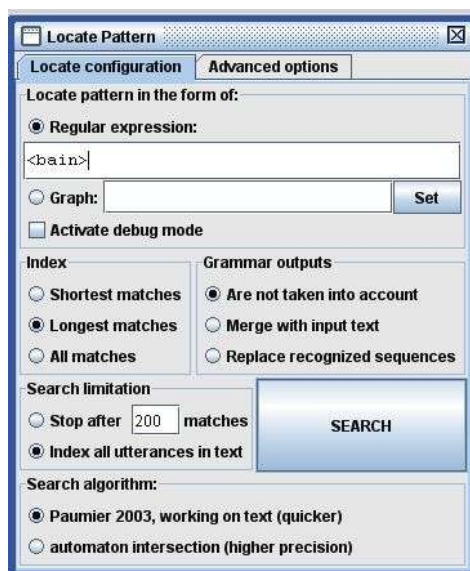 Locate Pattern
Locate configuration Advanced options
Locate pattern in the form of:
Regular expression:
<bain>
Graph: Set
Activate debug mode
Index Grammar outputs
Shortest matches Are not taken into account
Longest matches Merge with input text
All matches Replace recognized sequences
Search limitation
Stop after 200 matches SEARCH
Index all utterances in text
Search algorithm:
Paumier 2003, working on text (quicker)
automaton intersection (higher precision)